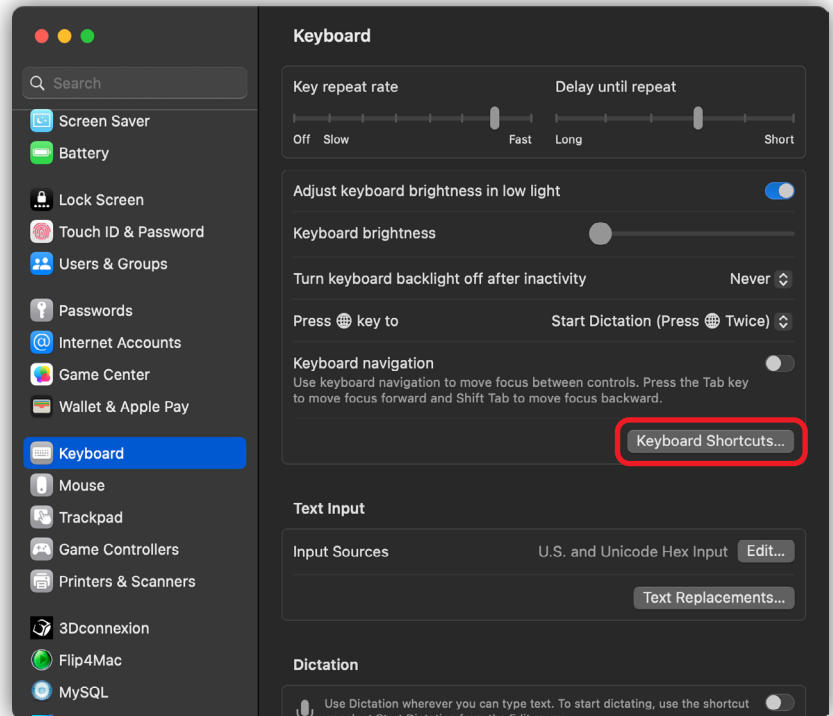 Search
Screen Saver
Battery
Lock Screen
Touch ID & Password
Users & Groups
Passwords
Internet Accounts
Game Center
Wallet & Apple Pay
Keyboard
Mouse
Trackpad
Game Controllers
Printers & Scanners
3Dconnexion
Flip4Mac
MySQL
Keyboard
Key repeat rate
Off Slow Fast
Delay until repeat
Long Short
Adjust keyboard brightness in low light
Keyboard brightness
Turn keyboard backlight off after inactivity Never
Press key to Start Dictation (Press Twice)
Keyboard navigation
Use keyboard navigation to move focus between controls. Press the Tab key
to move focus forward and Shift Tab to move focus backward.
Keyboard Shortcuts...
Text Input
Input Sources U.S. and Unicode Hex Input Edit...
Text Replacements...
Dictation
Use Dictation wherever you can type text. To start dictating, use the shortcut